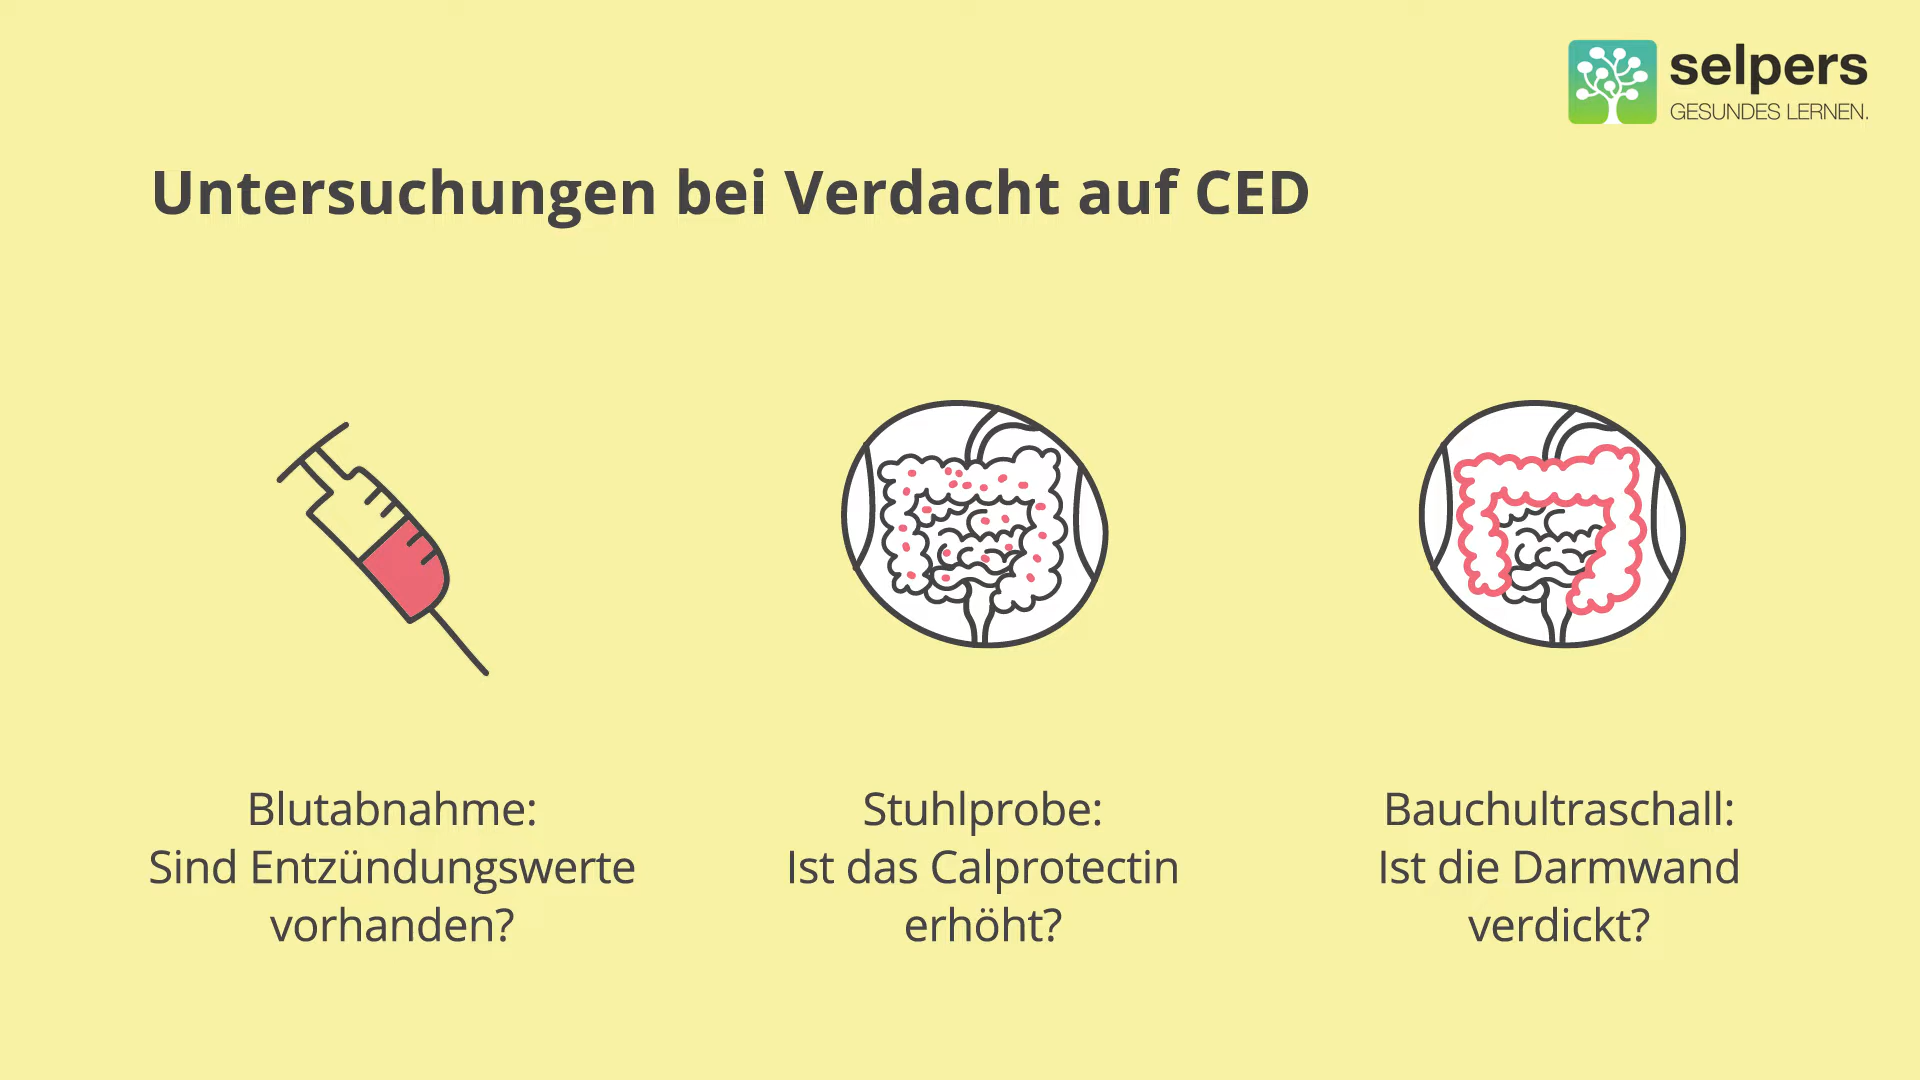 selpers
GESUNDES LERNEN.
Untersuchungen bei Verdacht auf CED
Blutabnahme:
Sind Entzündungswerte
vorhanden?
Stuhlprobe:
Ist das Calprotectin
erhöht?
Bauchultraschall:
Ist die Darmwand
verdickt?